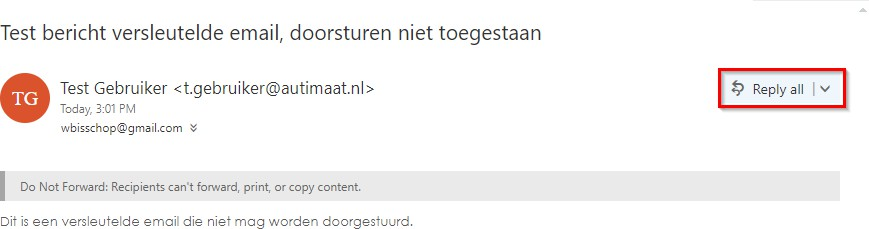 Test bericht versleutelde email, doorsturen niet toegestaan
TG
Test Gebruiker <t.gebruiker@autimaat.nl>
Reply all
Today, 3:01 PM
wbisschop@gmail.com
Do Not Forward: Recipients can't forward, print, or copy content.
Dit is een versleutelde email die niet mag worden doorgestuurd.